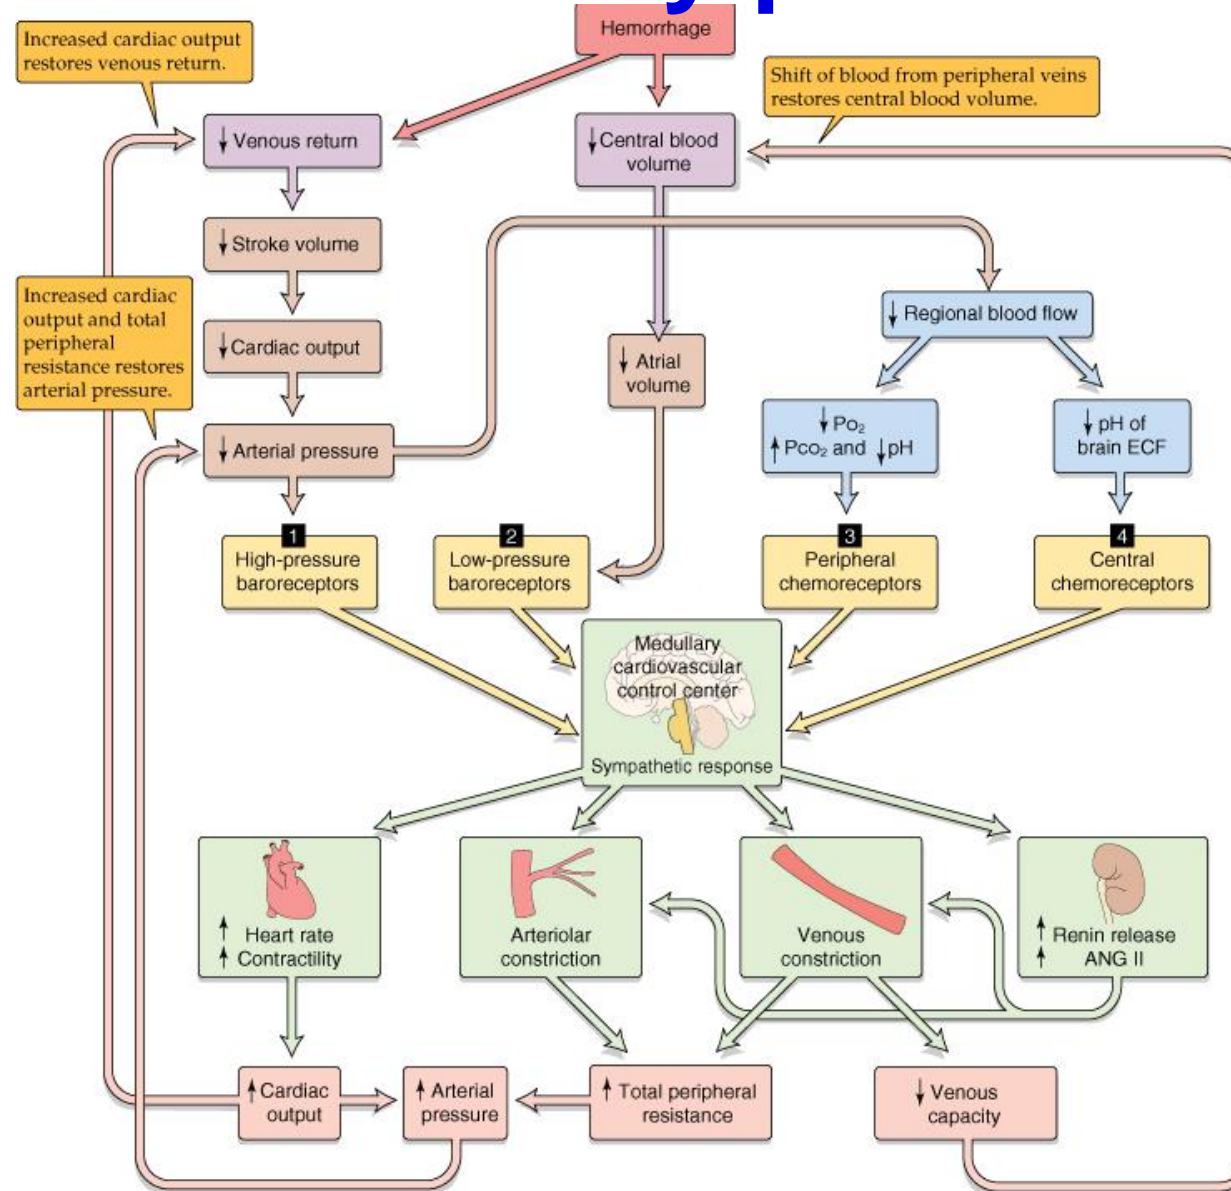 Hemorrhage
Increased cardiac output
restores venous return.
Shift of blood from peripheral veins
restores central blood volume.
↓ Venous return
↓ Central blood
volume
↓ Stroke volume
Increased cardiac
output and total
peripheral
resistance restores
arterial pressure.
↓ Regional blood flow
↓ Cardiac output
↓ Atrial
volume
↓ Arterial pressure
↓ Po₂
↑ Pco₂ and ↓ pH
↓ pH of
brain ECF
1
High-pressure
baroreceptors
2
Low-pressure
baroreceptors
3
Peripheral
chemoreceptors
4
Central
chemoreceptors
Medullary
cardiovascular
control center
Sympathetic response
↑ Heart rate
↑ Contractility
Arteriolar
constriction
Venous
constriction
↑ Renin release
↑ ANG II
↑ Cardiac
output
↑ Arterial
pressure
↑ Total peripheral
resistance
↓ Venous
capacity